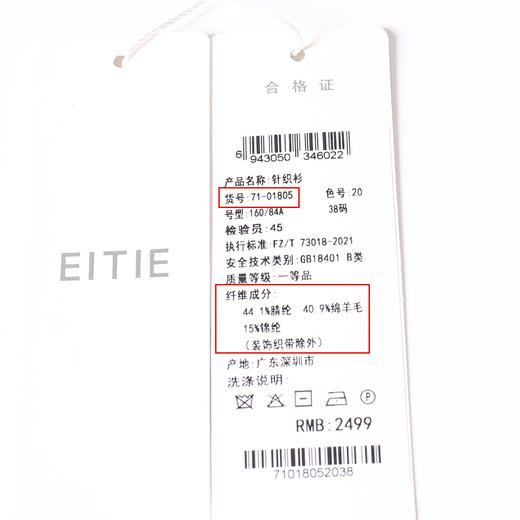 EITIE
合格证
6 943050 346022
产品名称:针织衫
货号:71-01805 色号:20
号型:160/84A 38码
检验员:45
执行标准:FZ/T 73018-2021
安全技术类别:GB18401 B类
质量等级:一等品
纤维成分:
44.1%腈纶 40.9%绵羊毛
15%锦纶
(装饰织带除外)
产地:广东深圳市
洗涤说明:
P
RMB:2499
71018052038